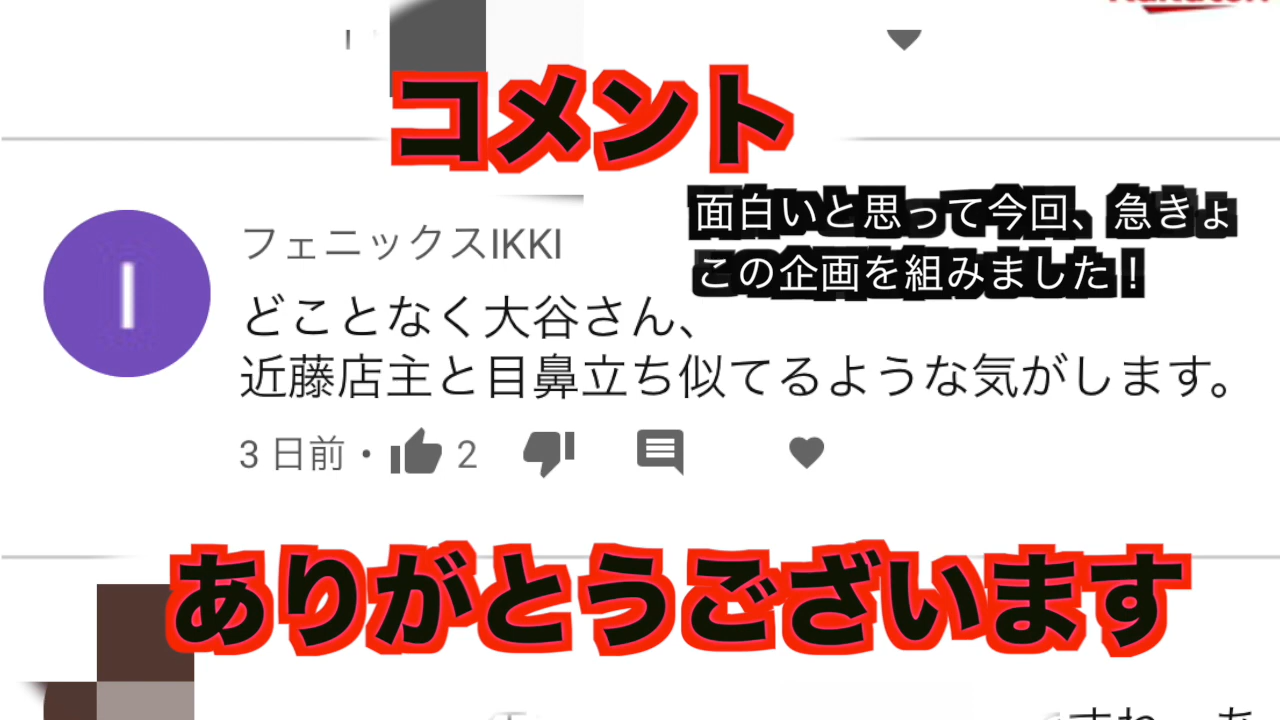 コメント
面白いと思って今回、急きょ
この企画を組みました！
I
フェニックスIKKI
どことなく大谷さん、
近藤店主と目鼻立ち似てるような気がします。
3 日前・ 2
ありがとうございます